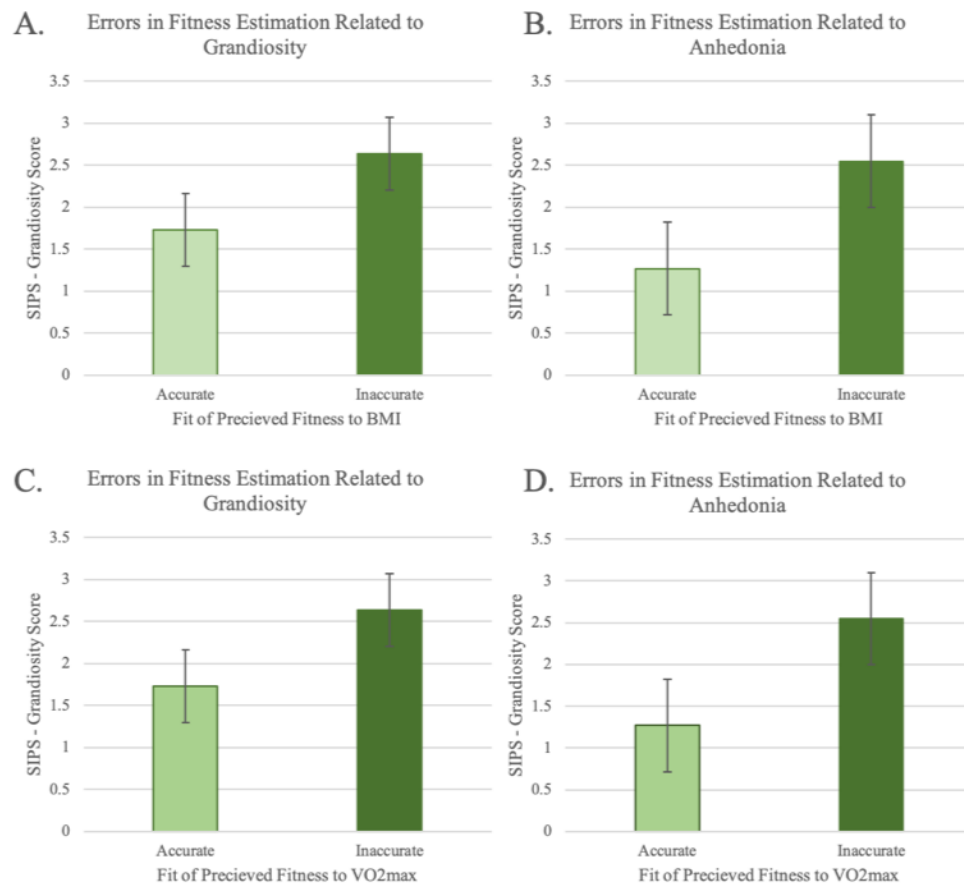 A.
Errors in Fitness Estimation Related to
Grandiosity
SIPS - Grandiosity Score
3.5
3
2.5
2
1.5
1
0.5
0
Accurate
Inaccurate
Fit of Precieved Fitness to BMI
B.
Errors in Fitness Estimation Related to
Anhedonia
SIPS - Grandiosity Score
3.5
3
2.5
2
1.5
1
0.5
0
Accurate
Inaccurate
Fit of Precieved Fitness to BMI
C.
Errors in Fitness Estimation Related to
Grandiosity
SIPS - Grandiosity Score
3.5
3
2.5
2
1.5
1
0.5
0
Accurate
Inaccurate
Fit of Precieved Fitness to VO2max
D.
Errors in Fitness Estimation Related to
Anhedonia
SIPS - Grandiosity Score
3.5
3
2.5
2
1.5
1
0.5
0
Accurate
Inaccurate
Fit of Precieved Fitness to VO2max